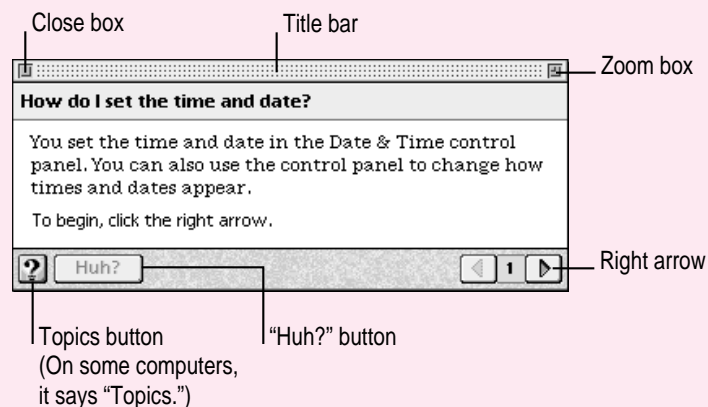 Close box
Title bar
Zoom box
How do I set the time and date?
You set the time and date in the Date & Time control
panel. You can also use the control panel to change how
times and dates appear.
To begin, click the right arrow.
?
Huh?
1
Right arrow
Topics button
(On some computers,
it says “Topics.”)
“Huh?” button